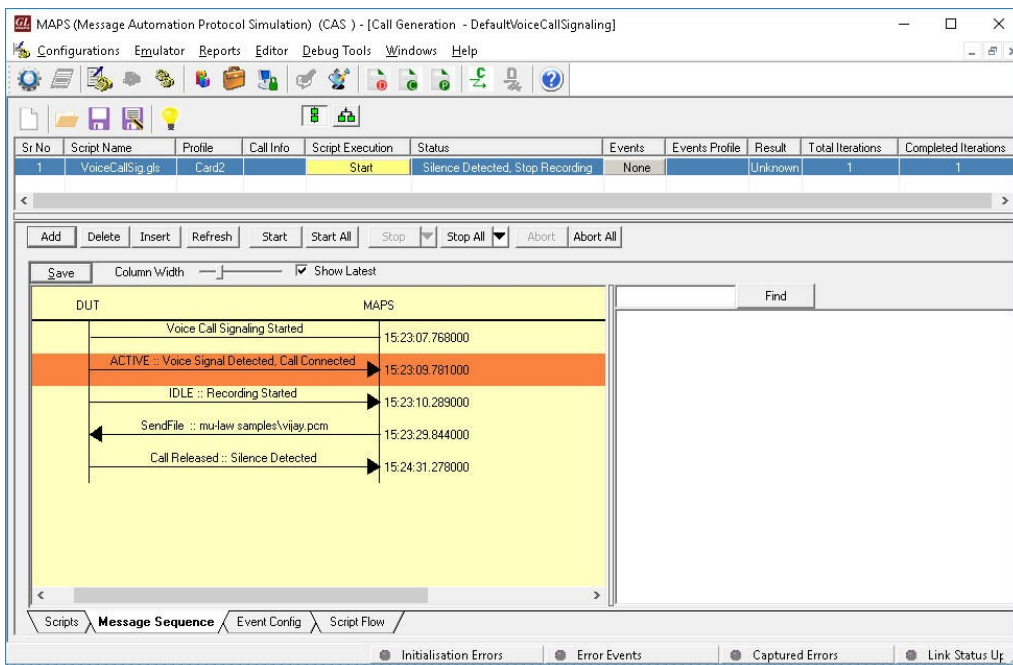 GL MAPS (Message Automation Protocol Simulation) (CAS ) - [Call Generation - DefaultVoiceCallSignaling]
Configurations Emulator Reports Editor Debug Tools Windows Help
Sr No Script Name Profile Call Info Script Execution Status Events Events Profile Result Total Iterations Completed Iterations
1 VoiceCallSig.gls Card2 Start Silence Detected, Stop Recording None Unknown 1 1
Add Delete Insert Refresh Start Start All Stop Stop All Abort Abort All
Save Column Width Show Latest
Find
DUT MAPS
Voice Call Signaling Started
15:23:07.768000
ACTIVE :: Voice Signal Detected, Call Connected
15:23:09.781000
IDLE :: Recording Started
15:23:10.289000
SendFile :: mu-law samples\vijay.pcm
15:23:29.844000
Call Released :: Silence Detected
15:24:31.278000
Scripts Message Sequence Event Config Script Flow
Initialisation Errors Error Events Captured Errors Link Status Up